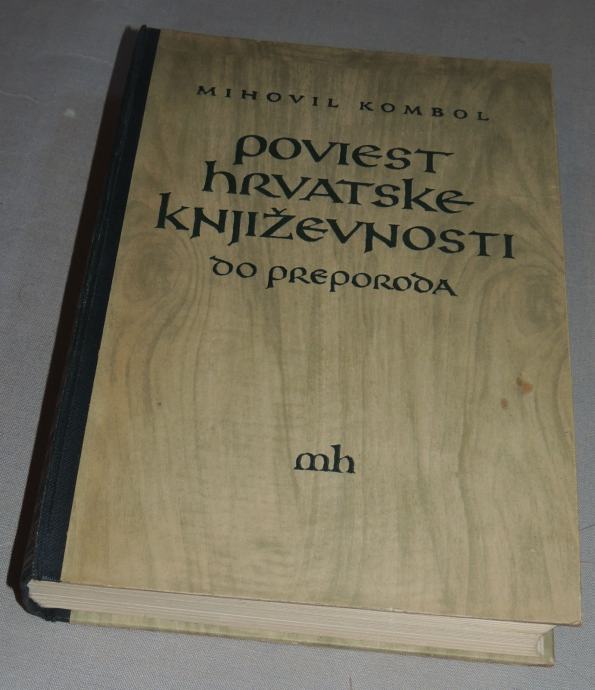 MIHOVIL KOMBOL
POVIEST
HRVATSKE
KNJIŽEVNOSTI
DO PREPORODA
mh